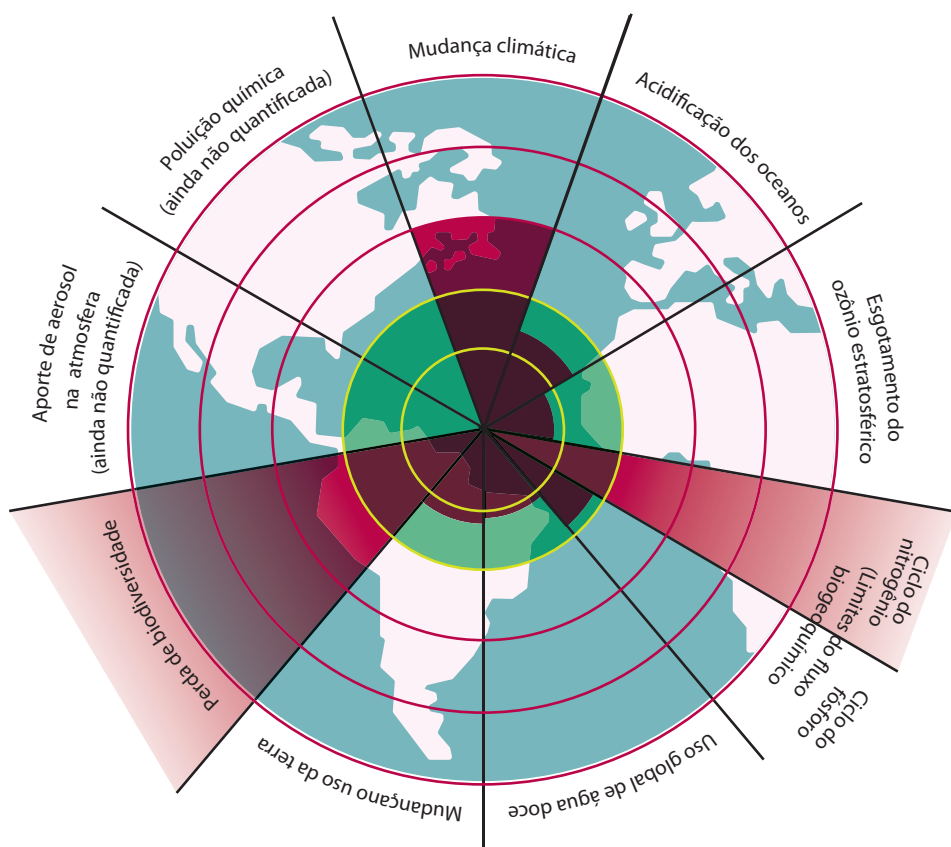 Mudança climática
Acidificação dos oceanos
Esgotamento do
ozônio estratosférico
Ciclo do
nitrogênio
(Limites do fluxo
biogeoquímico
Ciclo do
fósforo
Uso global de água doce
Mudançano uso da terra
Perda de biodiversidade
Aporte de aerosol
na atmosfera
(ainda não quantificada)
Poluição química
(ainda não quantificada)